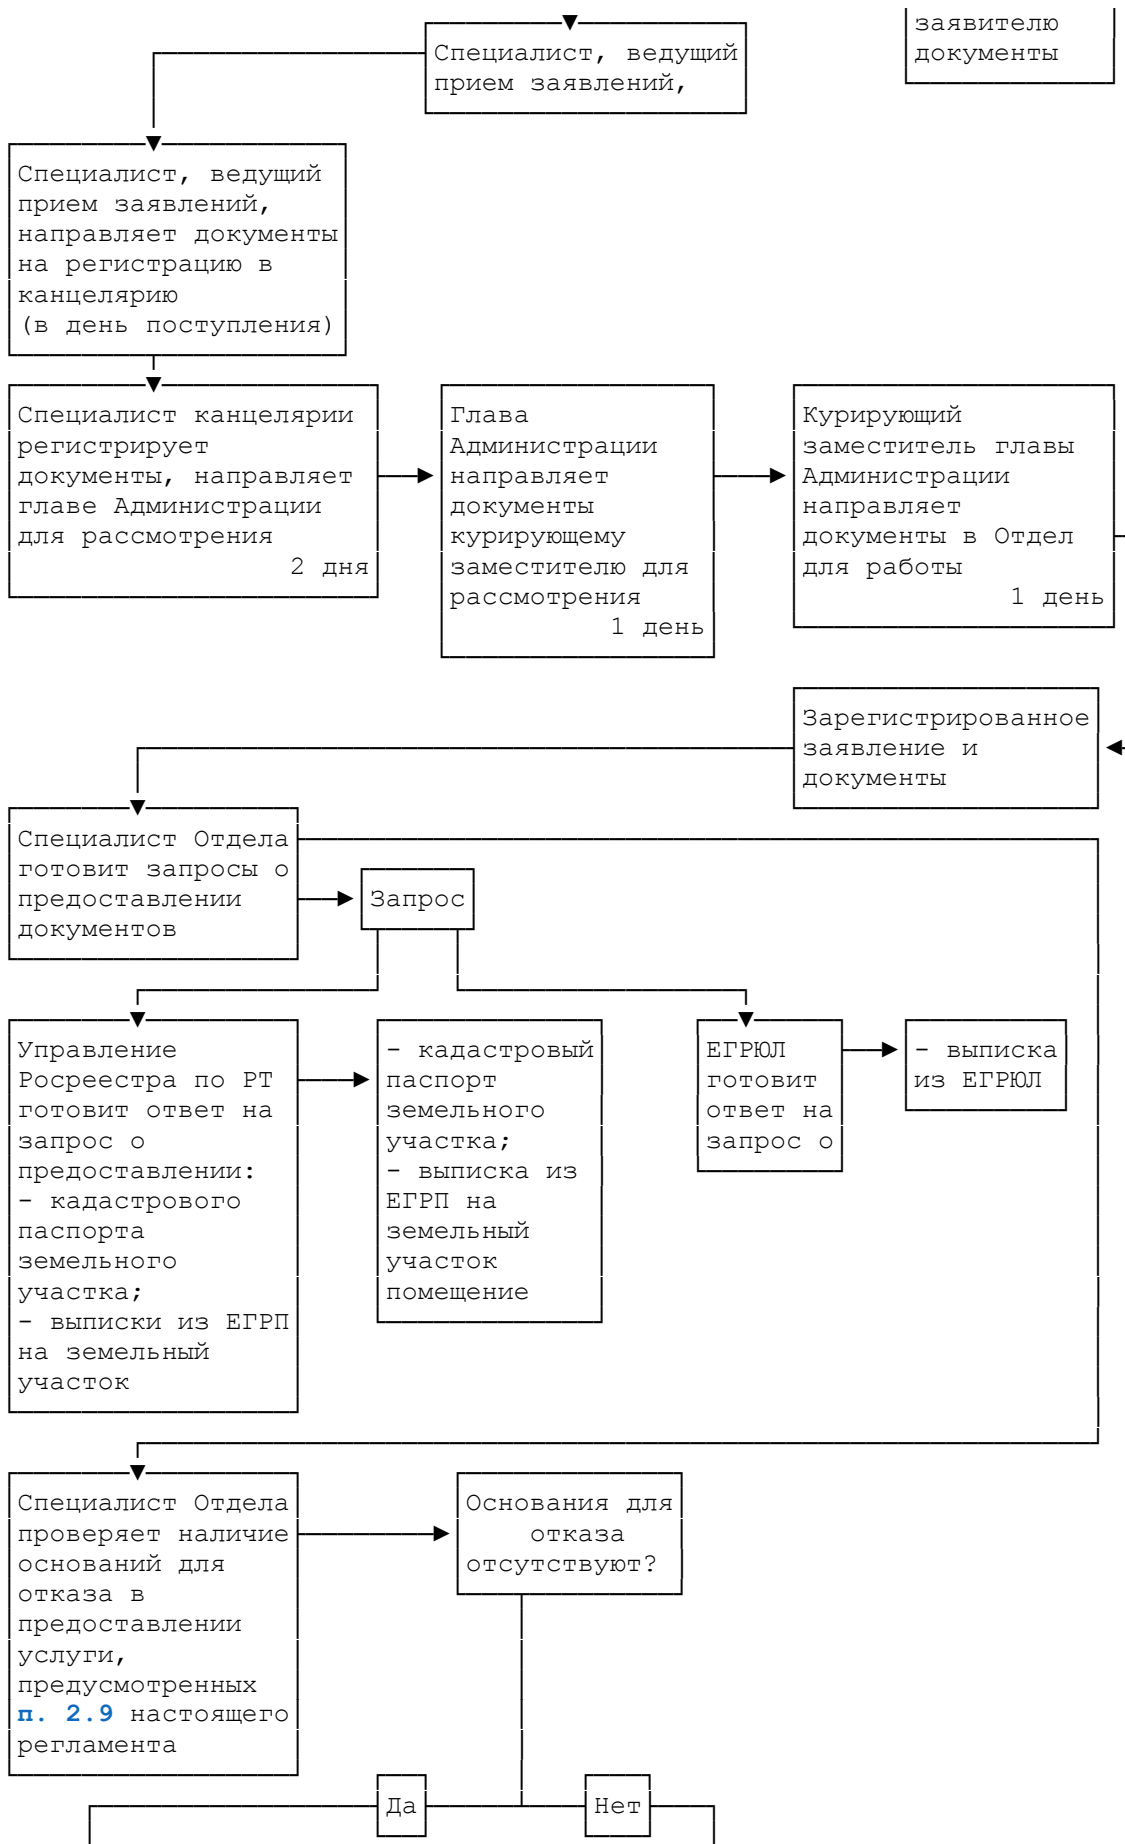 заявителю
документы
Специалист, ведущий
прием заявлений,
Специалист, ведущий
прием заявлений,
направляет документы
на регистрацию в
канцелярию
(в день поступления)
Специалист канцелярии
регистрирует
документы, направляет
главе Администрации
для рассмотрения
2 дня
Глава
Администрации
направляет
документы
курирующему
заместителю для
рассмотрения
1 день
Курирующий
заместитель главы
Администрации
направляет
документы в Отдел
для работы
1 день
Зарегистрированное
заявление и
документы
Специалист Отдела
готовит запросы о
предоставлении
документов
Запрос
Управление
Росреестра по РТ
готовит ответ на
запрос о
предоставлении:
- кадастрового
паспорта
земельного
участка;
- выписки из ЕГРП
на земельный
участок
- кадастровый
паспорт
земельного
участка;
- выписка из
ЕГРП на
земельный
участок
помещение
ЕГРЮЛ
готовит
ответ на
запрос о
- выписка
из ЕГРЮЛ
Специалист Отдела
проверяет наличие
оснований для
отказа в
предоставлении
услуги,
предусмотренных
п. 2.9 настоящего
регламента
Основания для
отказа
отсутствуют?
Да
Нет